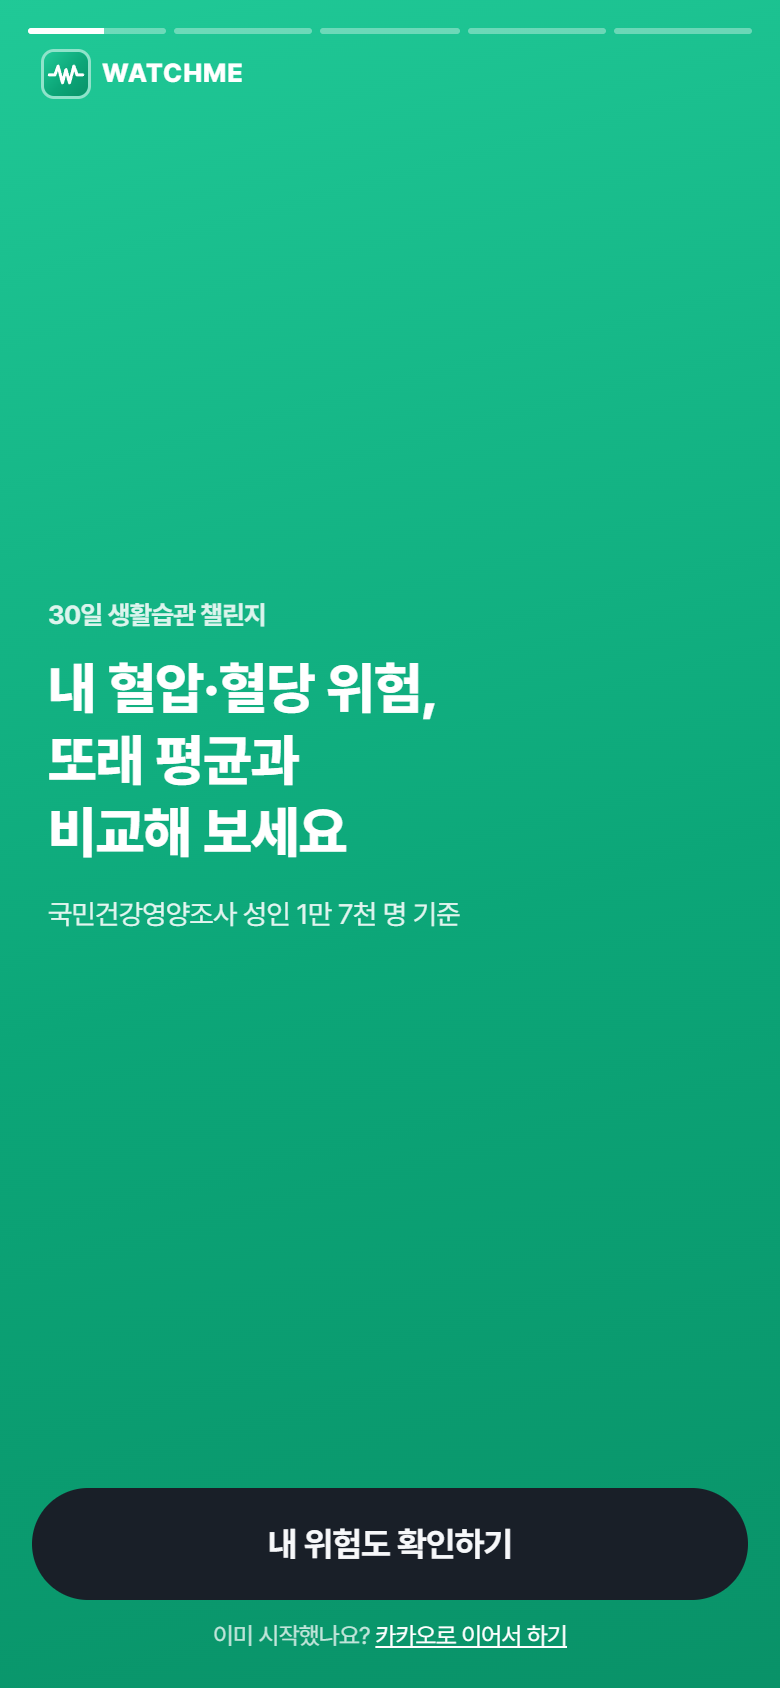 WATCHME
30일 생활습관 챌린지
내 혈압·혈당 위험,
또래 평균과
비교해 보세요
국민건강영양조사 성인 1만 7천 명 기준
내 위험도 확인하기
이미 시작했나요? 카카오로 이어서 하기